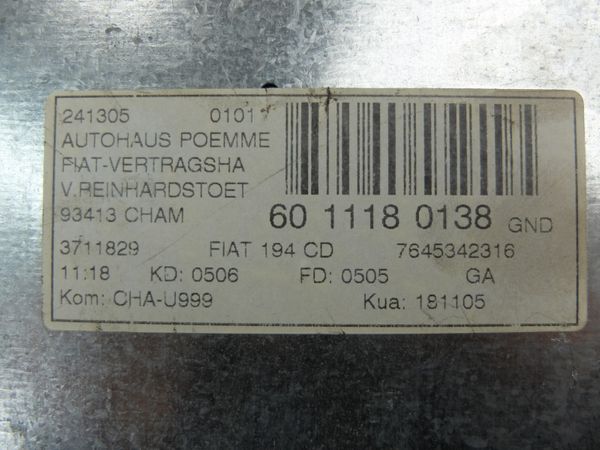 241305 0101
AUTOHAUS POEMME
FIAT-VERTRAGSHA
V.REINHARDSTOET
93413 CHAM
60 1118 0138 GND
3711829 FIAT 194 CD 7645342316
11:18 KD: 0506 FD: 0505 GA
Kom: CHA-U999 Kua: 181105